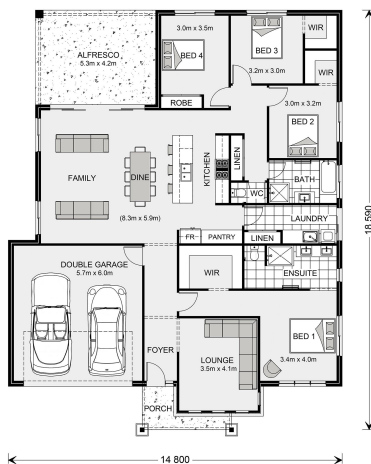 3.0m x 3.5m
BED 4
BED 3
WIR
ALFRESCO
5.3m x 4.2m
3.2m x 3.0m
WIR
ROBE
3.0m x 3.2m
BED 2
FAMILY
DINE
KITCHEN
LINEN
WC
BATH
(8.3m x 5.9m)
LAUNDRY
FR
PANTRY
LINEN
DOUBLE GARAGE
5.7m x 6.0m
WIR
ENSUITE
FOYER
LOUNGE
3.5m x 4.1m
BED 1
3.4m x 4.0m
PORCH
14 800
18 590